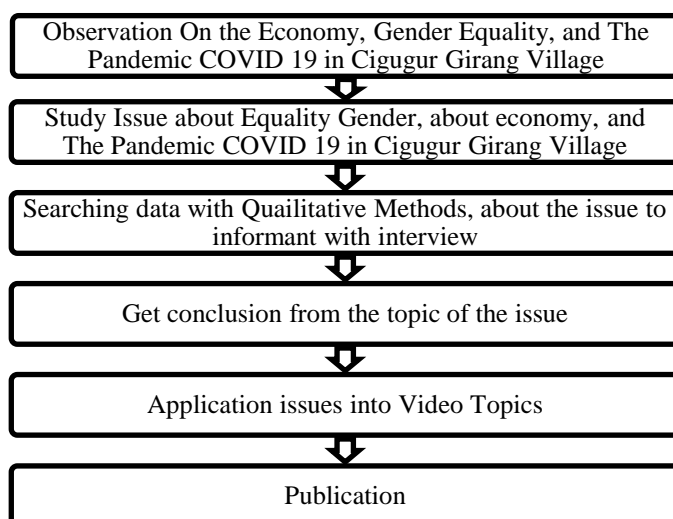 Observation On the Economy, Gender Equality, and The
Pandemic COVID 19 in Cigugur Girang Village
Study Issue about Equality Gender, about economy, and
The Pandemic COVID 19 in Cigugur Girang Village
Searching data with Quailitative Methods, about the issue to
informant with interview
Get conclusion from the topic of the issue
Application issues into Video Topics
Publication